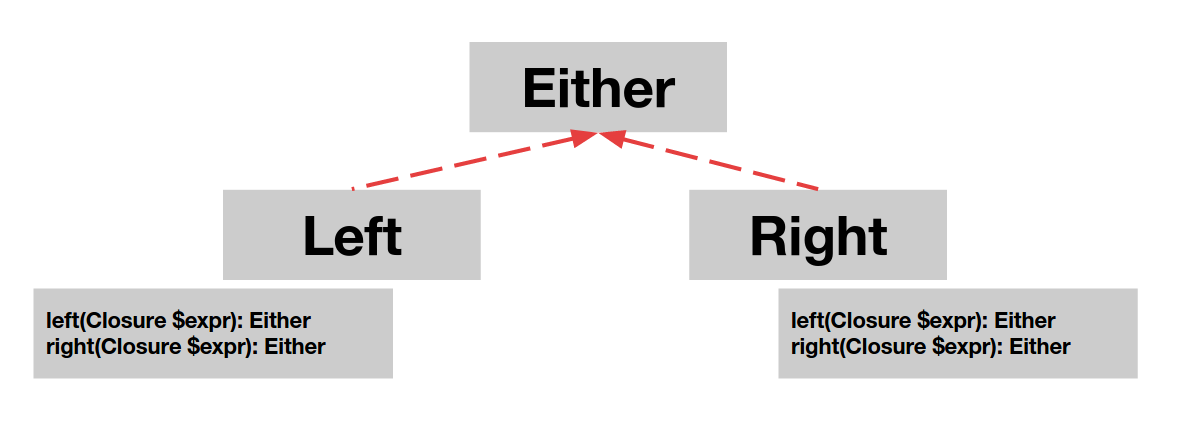 Either
Left
Right
left(Closure $expr): Either
right(Closure $expr): Either
left(Closure $expr): Either
right(Closure $expr): Either